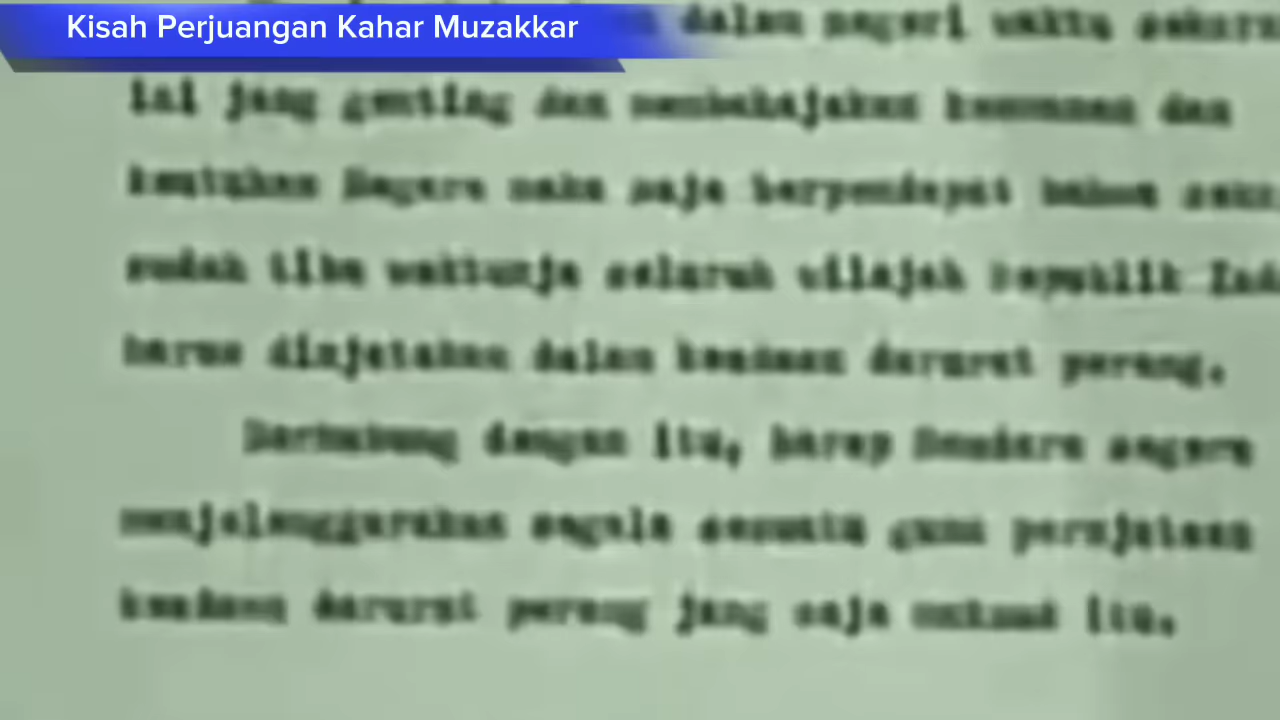 Kisah Perjuangan Kahar Muzakkar
dalam negeri waktu
ini jang genting dan membahajakan keamanan dan
keutuhan Negara maka saja berpendapat bahwa
sudah tiba waktunja seluruh wilajah Republik
harus dinjatakan dalam keadaan darurat perang.
Berhubung dengan itu, harap Saudara segera
menjelenggarakan segala sesuatu guna pernjataan
keadaan darurat perang jang saja maksud itu.